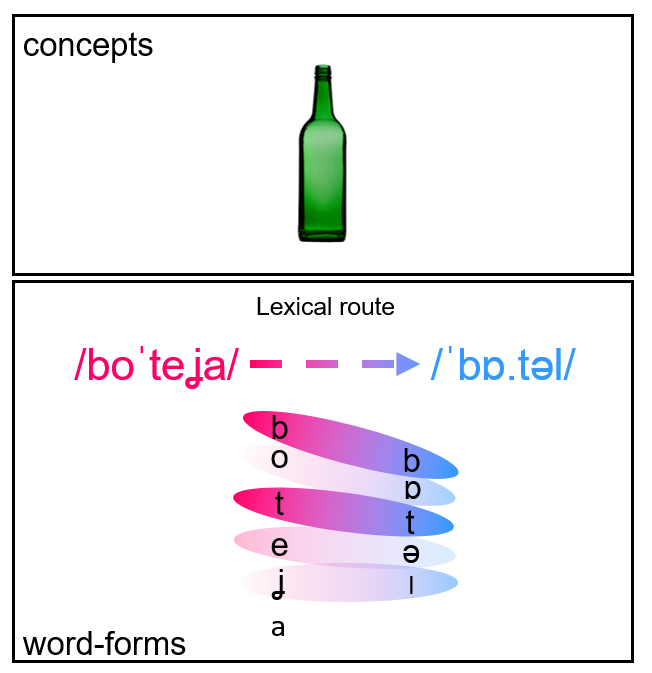 concepts
Lexical route
/boˈteʝa/ /ˈbɒ.təl/
b
o
b
ɒ
t
t
e
ə
ʝ
l
a
word-forms